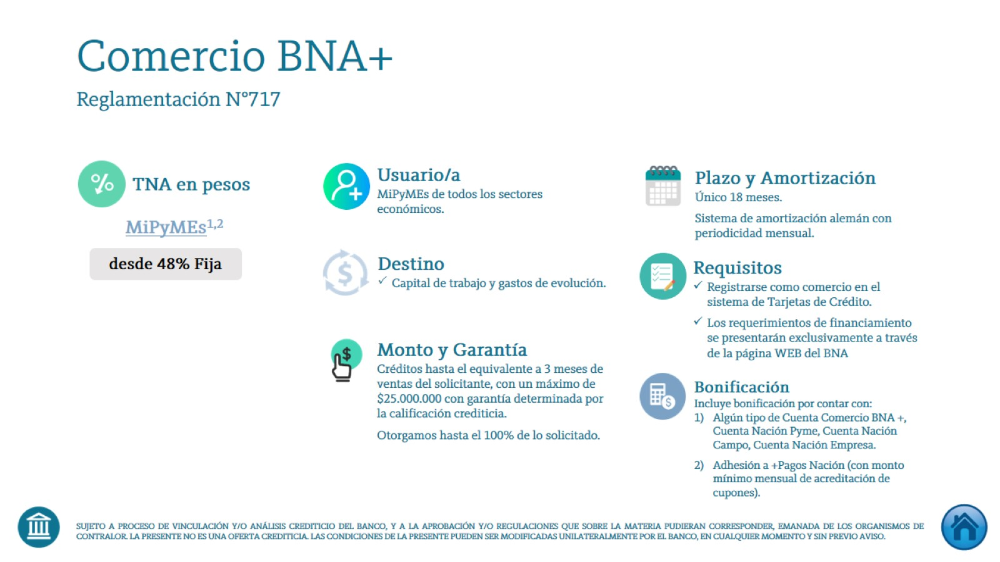 Comercio BNA+
Reglamentación N°717
TNA en pesos
MiPyMEs1,2
desde 48% Fija
Usuario/a
MiPyMEs de todos los sectores
económicos.
Destino
✓ Capital de trabajo y gastos de evolución.
Monto y Garantía
Créditos hasta el equivalente a 3 meses de
ventas del solicitante, con un máximo de
$25.000.000 con garantía determinada por
la calificación crediticia.
Otorgamos hasta el 100% de lo solicitado.
Plazo y Amortización
Único 18 meses.
Sistema de amortización alemán con
periodicidad mensual.
Requisitos
✓ Registrarse como comercio en el
sistema de Tarjetas de Crédito.
✓ Los requerimientos de financiamiento
se presentarán exclusivamente a través
de la página WEB del BNA
Bonificación
Incluye bonificación por contar con:
1) Algún tipo de Cuenta Comercio BNA +,
Cuenta Nación Pyme, Cuenta Nación
Campo, Cuenta Nación Empresa.
2) Adhesión a +Pagos Nación (con monto
mínimo mensual de acreditación de
cupones).
SUJETO A PROCESO DE VINCULACIÓN Y/O ANÁLISIS CREDITICIO DEL BANCO, Y A LA APROBACIÓN Y/O REGULACIONES QUE SOBRE LA MATERIA PUDIERAN CORRESPONDER, EMANADA DE LOS ORGANISMOS DE
CONTRALOR. LA PRESENTE NO ES UNA OFERTA CREDITICIA. LAS CONDICIONES DE LA PRESENTE PUEDEN SER MODIFICADAS UNILATERALMENTE POR EL BANCO, EN CUALQUIER MOMENTO Y SIN PREVIO AVISO.